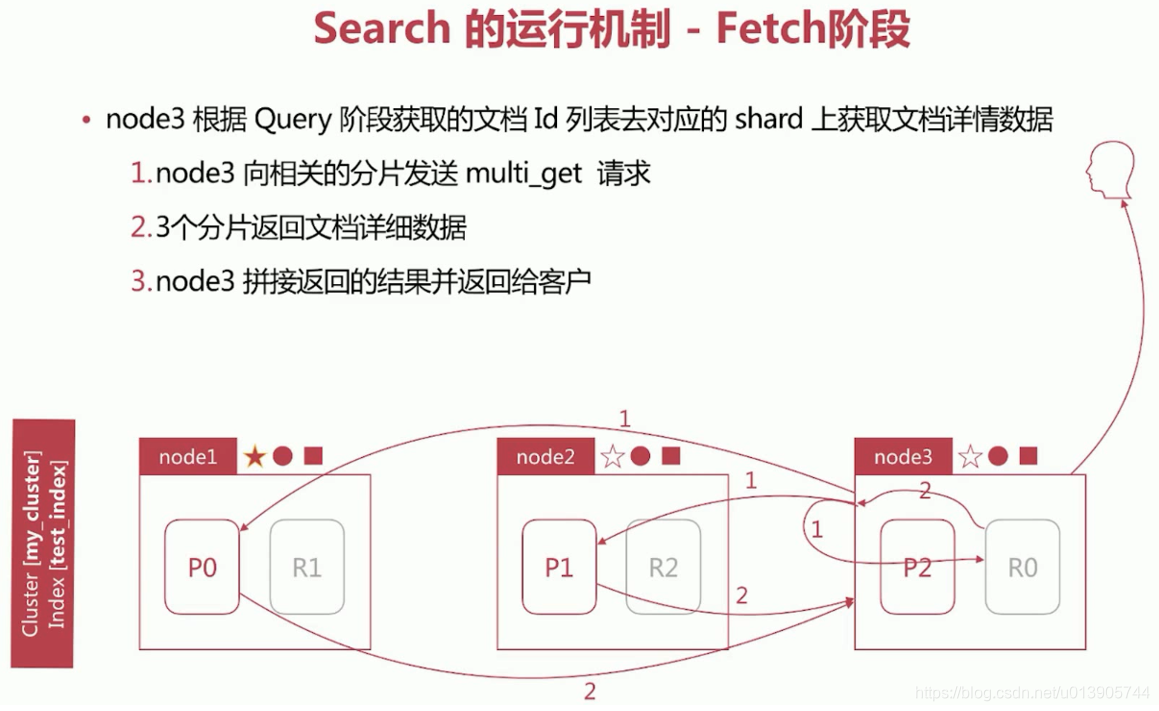 Search 的运行机制 - Fetch阶段
• node3 根据 Query 阶段获取的文档 Id 列表去对应的 shard 上获取文档详情数据
1.node3 向相关的分片发送 multi_get 请求
2.3个分片返回文档详细数据
3.node3 拼接返回的结果并返回给客户
1
node1
node2
node3
1
2
1
P0
R1
P1
R2
P2
R0
2
2
Cluster [my_cluster]
Index [test_index]
https://blog.csdn.net/u013905744